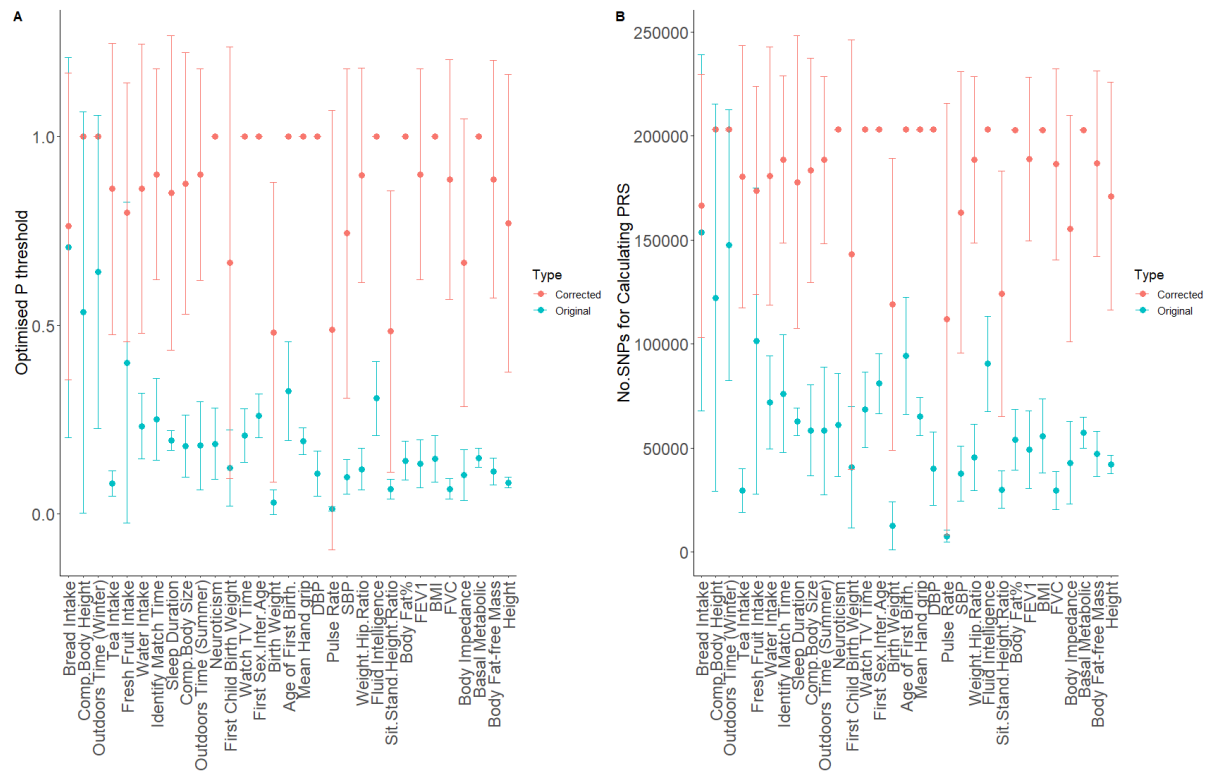 A
Optimised P threshold
1.0
0.5
0.0
Bread Intake
Comp.Body Height
Outdoors Time (Winter)
Tea Intake
Fresh Fruit Intake
Water Intake
Identify Match Time
Sleep Duration
Comp.Body Size
Outdoors Time (Summer)
Neuroticism
First Child Birth Weight
Watch TV Time
First Sex.Inter.Age
Birth Weight
Age of First Birth.
Mean Hand grip
DBP
Pulse Rate
SBP
Weight.Hip.Ratio
Fluid Intelligence
Sit.Stand.Height.Ratio
Body Fat%
FEV1
BMI
FVC
Body Impedance
Basal Metabolic
Body Fat-free Mass
Height
Type
Corrected
Original
B
No.SNPs for Calculating PRS
250000
200000
150000
100000
50000
0
Bread Intake
Comp.Body Height
Outdoors Time (Winter)
Tea Intake
Fresh Fruit Intake
Water Intake
Identify Match Time
Sleep Duration
Comp.Body Size
Outdoors Time (Summer)
Neuroticism
First Child Birth Weight
Watch TV Time
First Sex.Inter.Age
Birth Weight
Age of First Birth.
Mean Hand grip
DBP
Pulse Rate
SBP
Weight.Hip.Ratio
Fluid Intelligence
Sit.Stand.Height.Ratio
Body Fat%
FEV1
BMI
FVC
Body Impedance
Basal Metabolic
Body Fat-free Mass
Height
Type
Corrected
Original